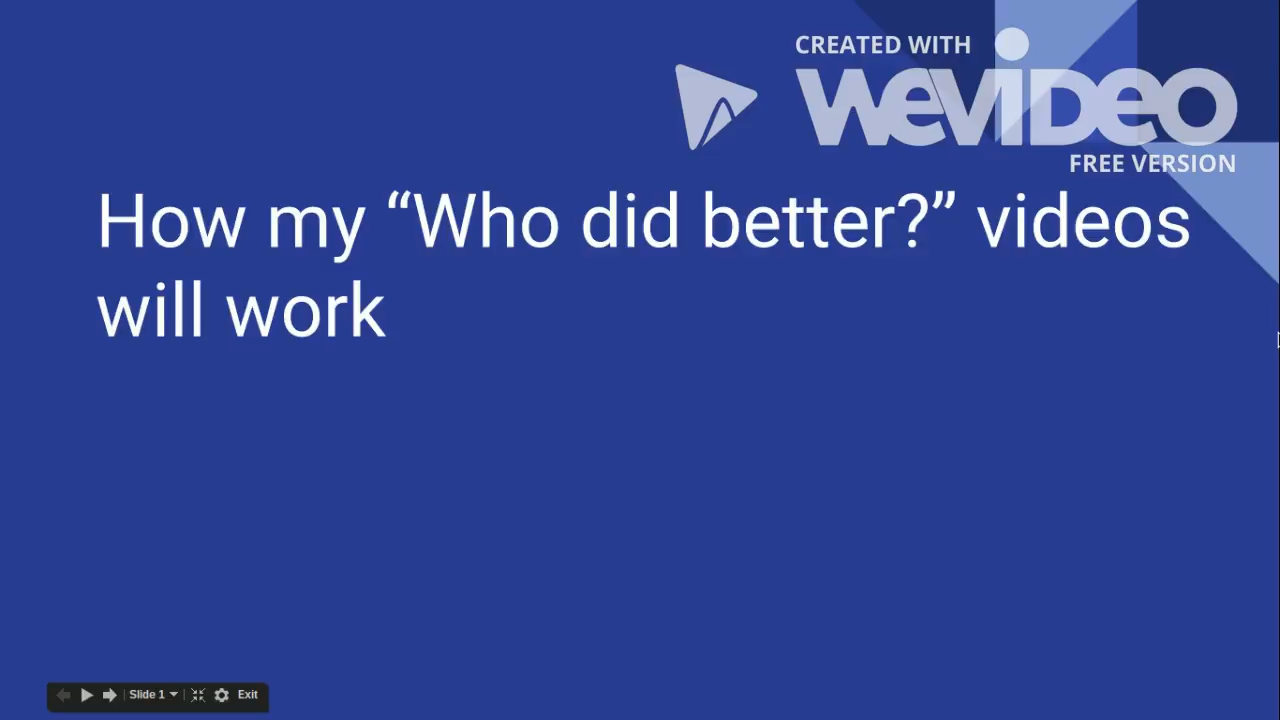 CREATED WITH
WeVideo
FREE VERSION
How my “Who did better?” videos
will work
Slide 1
Exit